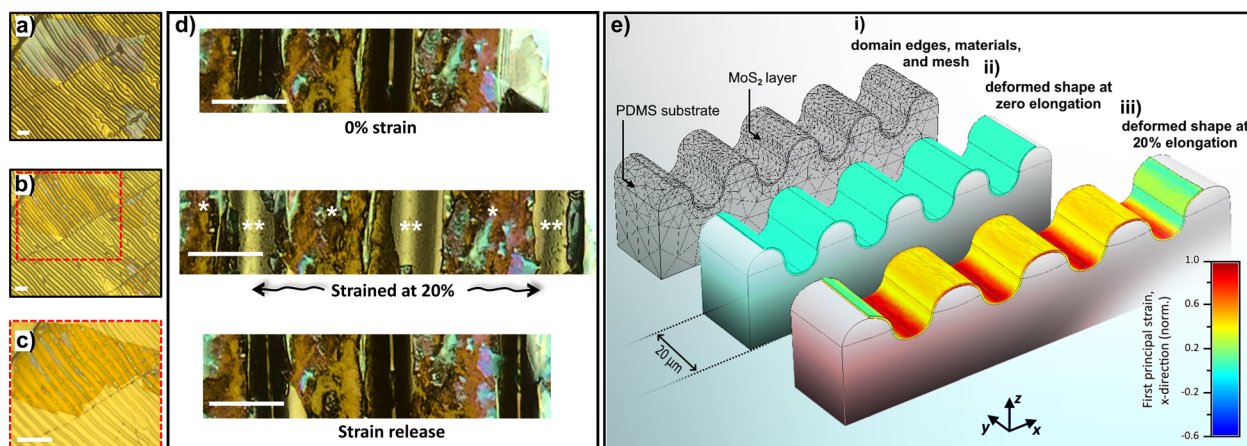 a)
b)
c)
d)
0% strain
*
**
*
**
*
**
Strained at 20%
Strain release
e)
i)
domain edges, materials,
and mesh
MoS₂ layer
PDMS substrate
ii)
deformed shape at
zero elongation
iii)
deformed shape at
20% elongation
20 μm
z
y
x
First principal strain,
x-direction (norm.)
1.0
0.6
0.2
-0.2
-0.6